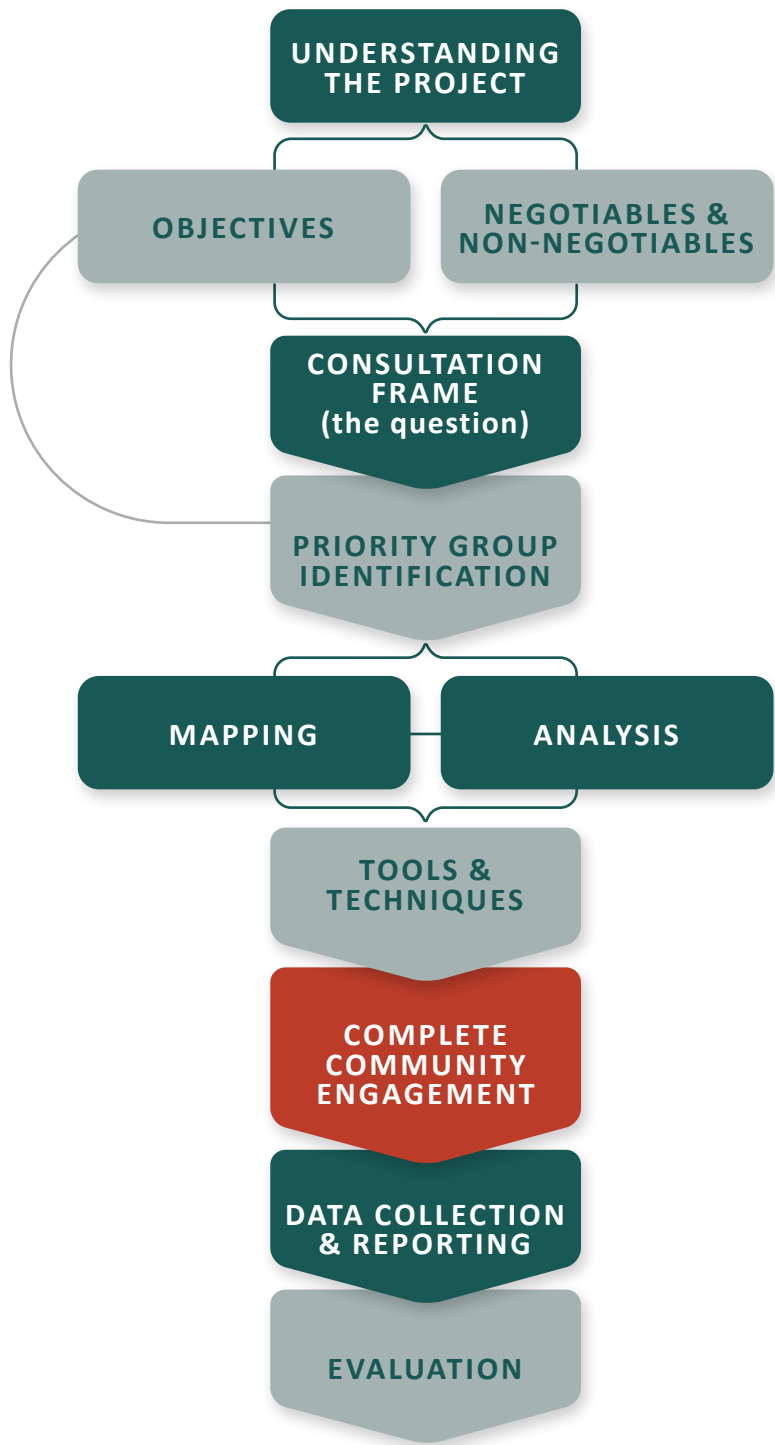 UNDERSTANDING
THE PROJECT
OBJECTIVES
NEGOTIABLES &
NON-NEGOTIABLES
CONSULTATION
FRAME
(the question)
PRIORITY GROUP
IDENTIFICATION
MAPPING
ANALYSIS
TOOLS &
TECHNIQUES
COMPLETE
COMMUNITY
ENGAGEMENT
DATA COLLECTION
& REPORTING
EVALUATION